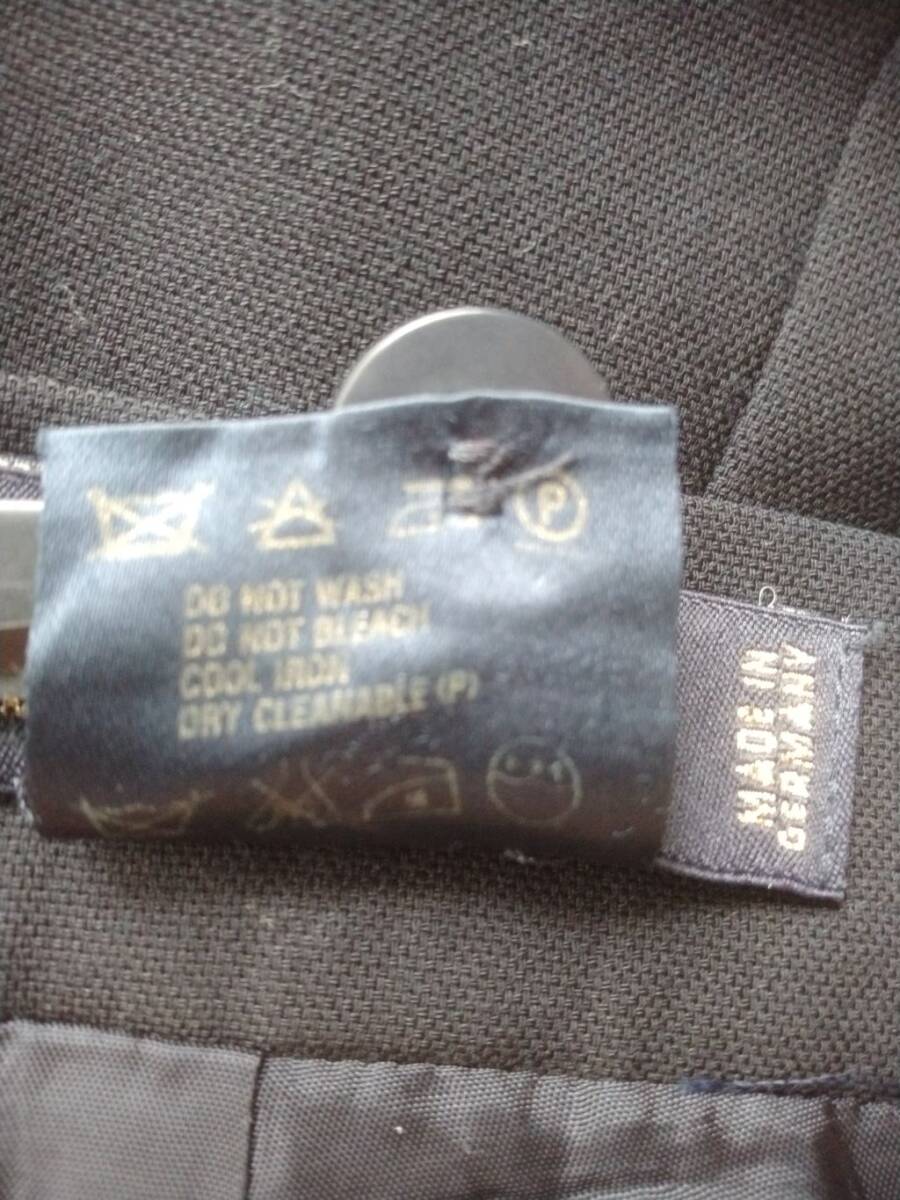 P
DO NOT WASH
DO NOT BLEACH
COOL IRON
DRY CLEANABLE (P)
MADE IN
GERMANY